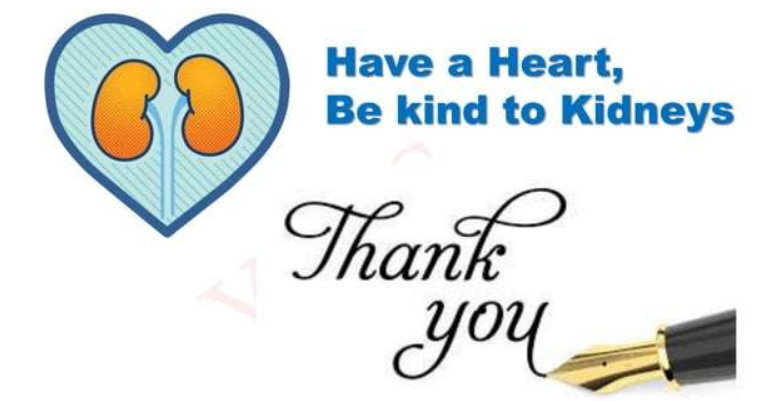 Have a Heart,
Be kind to Kidneys
Thank
you